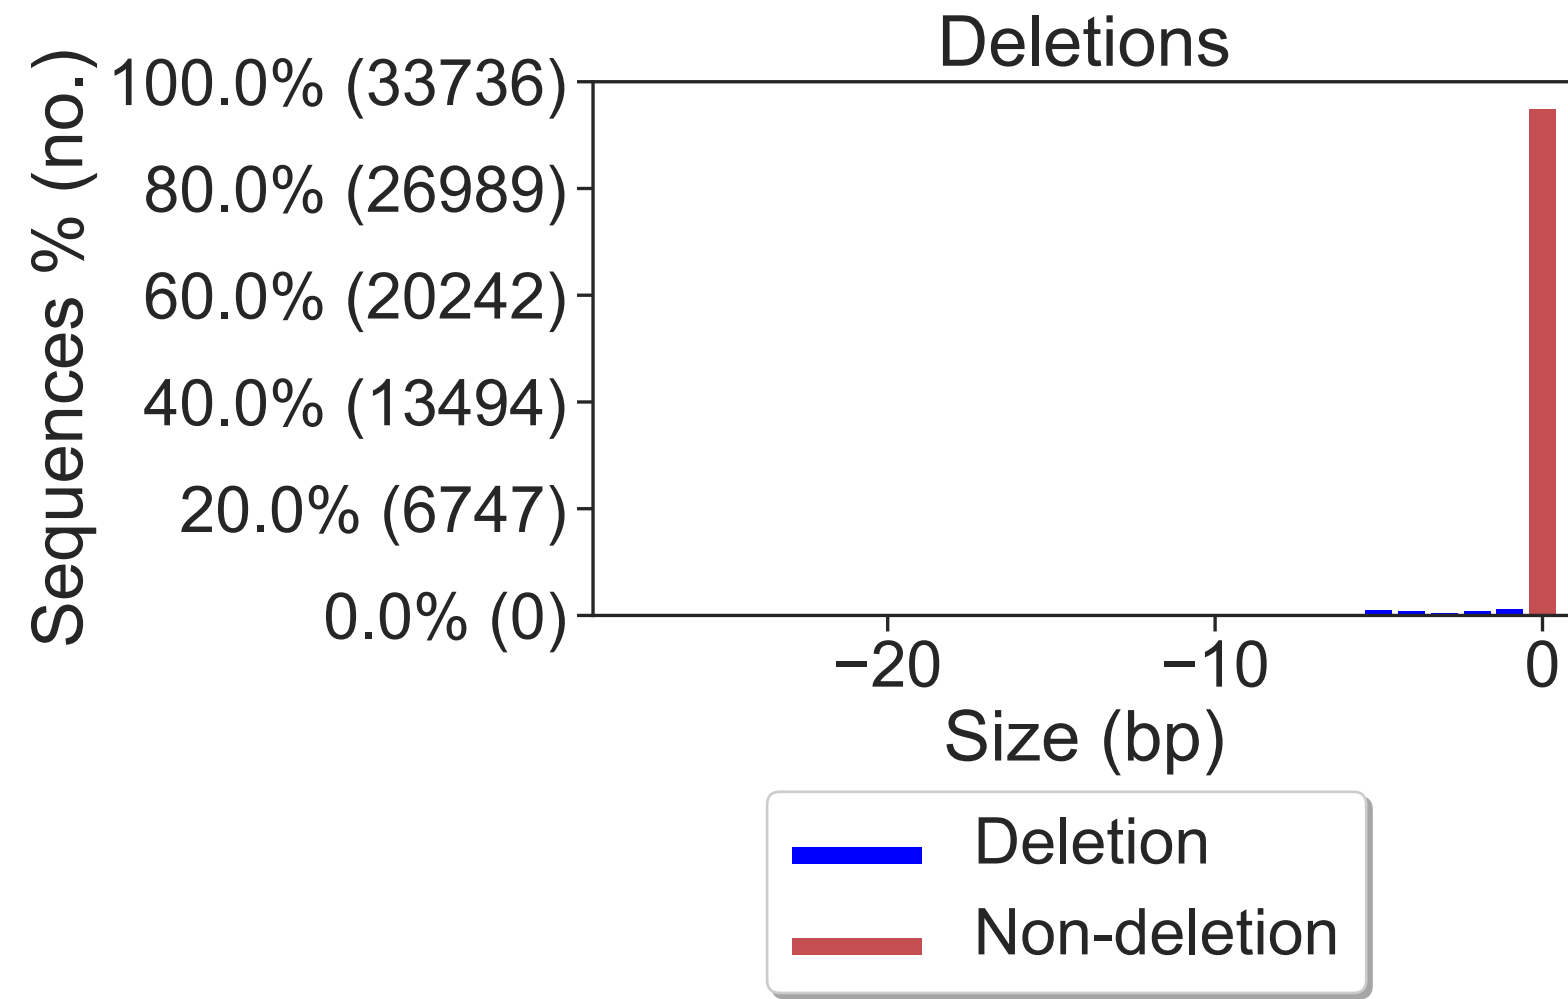 Deletions
Sequences % (no.)
100.0% (33736)
80.0% (26989)
60.0% (20242)
40.0% (13494)
20.0% (6747)
0.0% (0)
−20 −10 0
Size (bp)
Deletion
Non-deletion